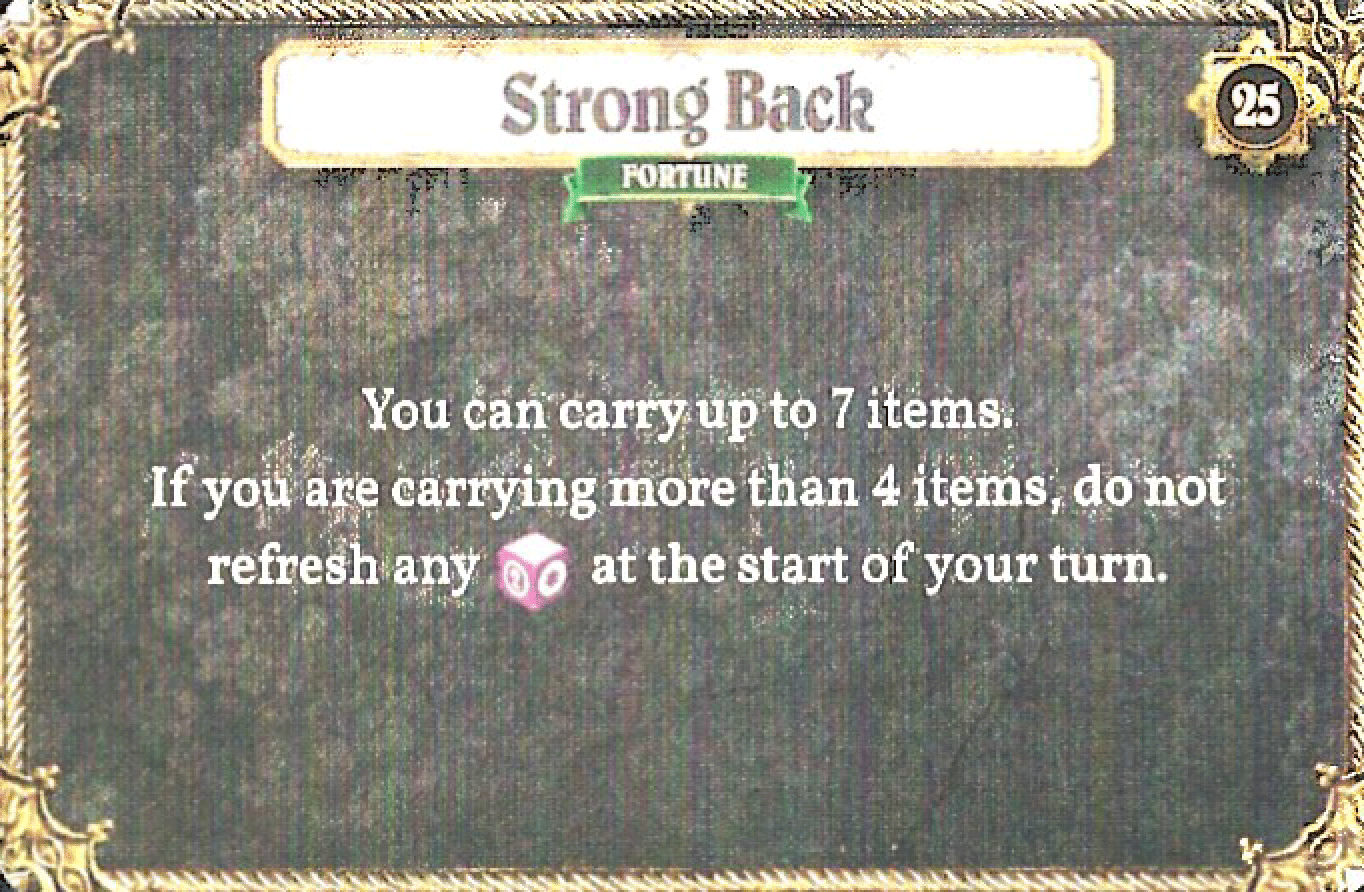 Strong Back
25
FORTUNE
You can carry up to 7 items.
If you are carrying more than 4 items, do not
refresh any at the start of your turn.